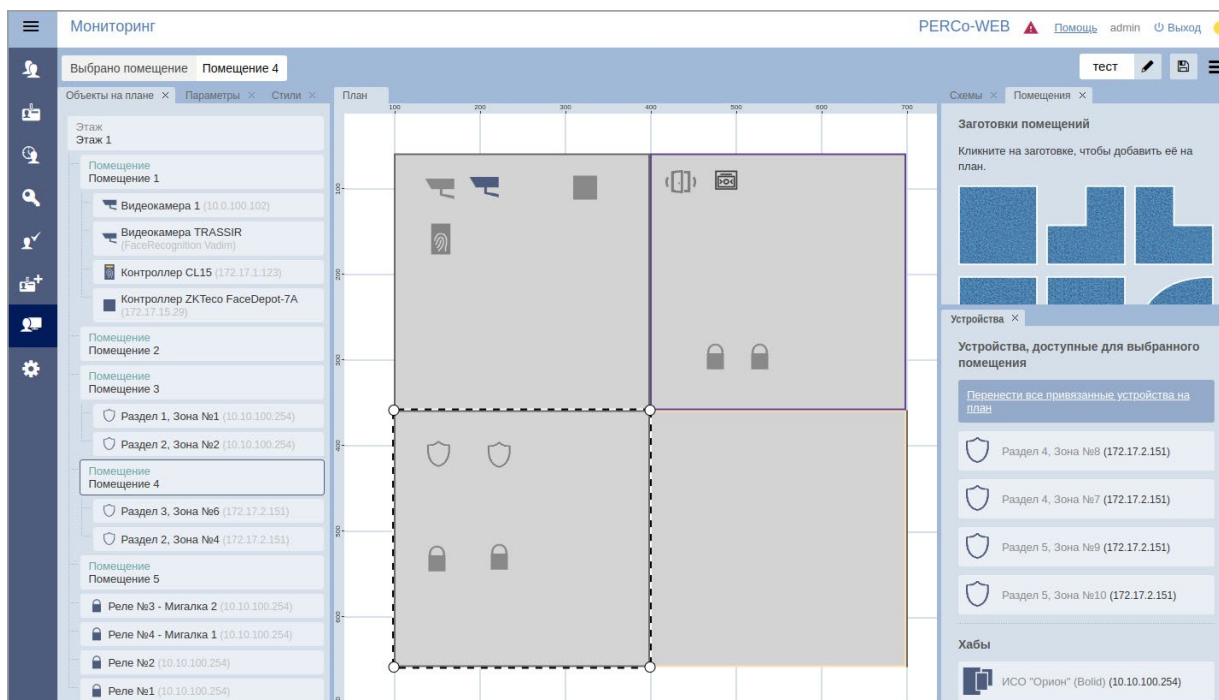 Мониторинг
PERCo-WEB Помощь admin Выход
Выбрано помещение Помещение 4
тест
Объекты на плане × Параметры × Стили ×
Этаж
Этаж 1
Помещение
Помещение 1
Видеокамера 1 (10.0.100.102)
Видеокамера TRASSIR
(FaceRecognition Vadim)
Контроллер CL15 (172.17.1.123)
Контроллер ZKTeco FaceDepot-7A
(172.17.15.29)
Помещение
Помещение 2
Помещение
Помещение 3
Раздел 1, Зона №1 (10.10.100.254)
Раздел 2, Зона №2 (10.10.100.254)
Помещение
Помещение 4
Раздел 3, Зона №6 (172.17.2.151)
Раздел 2, Зона №4 (172.17.2.151)
Помещение
Помещение 5
Реле №3 - Мигалка 2 (10.10.100.254)
Реле №4 - Мигалка 1 (10.10.100.254)
Реле №2 (10.10.100.254)
Реле №1 (10.10.100.254)
План
100 200 300 400 500 600 700
100
200
300
400
500
600
Схемы × Помещения ×
Заготовки помещений
Кликните на заготовке, чтобы добавить её на
план.
Устройства ×
Устройства, доступные для выбранного
помещения
Перенести все привязанные устройства на
план
Раздел 4, Зона №8 (172.17.2.151)
Раздел 4, Зона №7 (172.17.2.151)
Раздел 5, Зона №9 (172.17.2.151)
Раздел 5, Зона №10 (172.17.2.151)
Хабы
ИСО "Орион" (Bolid) (10.10.100.254)